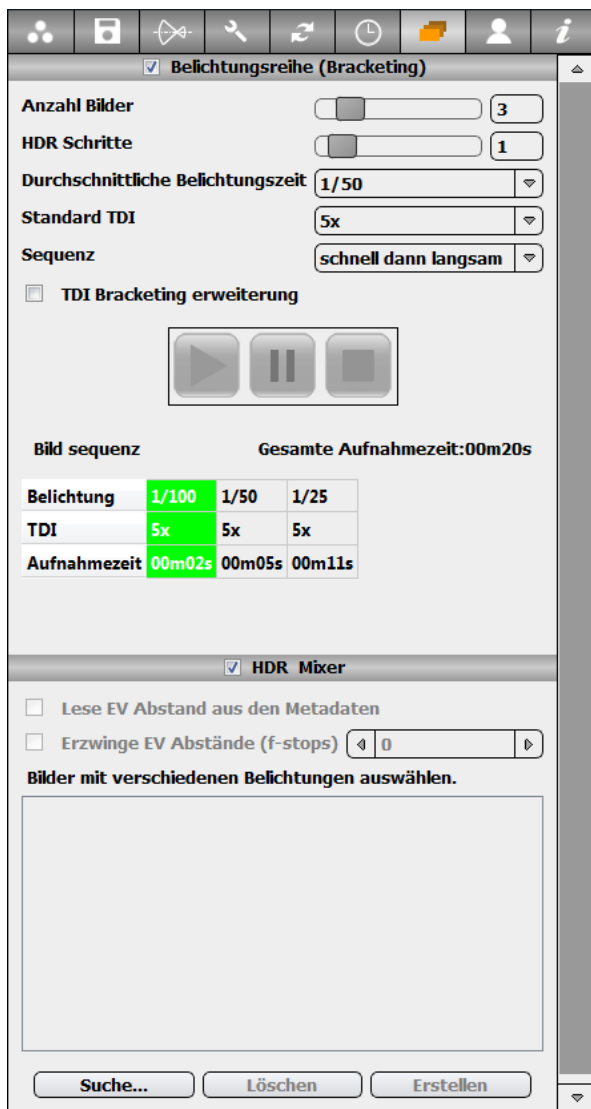 i
Belichtungsreihe (Bracketing)
Anzahl Bilder 3
HDR Schritte 1
Durchschnittliche Belichtungszeit 1/50
Standard TDI 5x
Sequenz schnell dann langsam
TDI Bracketing erweiterung
Bild sequenz Gesamte Aufnahmezeit:00m20s
Belichtung 1/100 1/50 1/25
TDI 5x 5x 5x
Aufnahmezeit 00m02s 00m05s 00m11s
HDR Mixer
Lese EV Abstand aus den Metadaten
Erzwinge EV Abstände (f-stops) 0
Bilder mit verschiedenen Belichtungen auswählen.
Suche... Löschen Erstellen